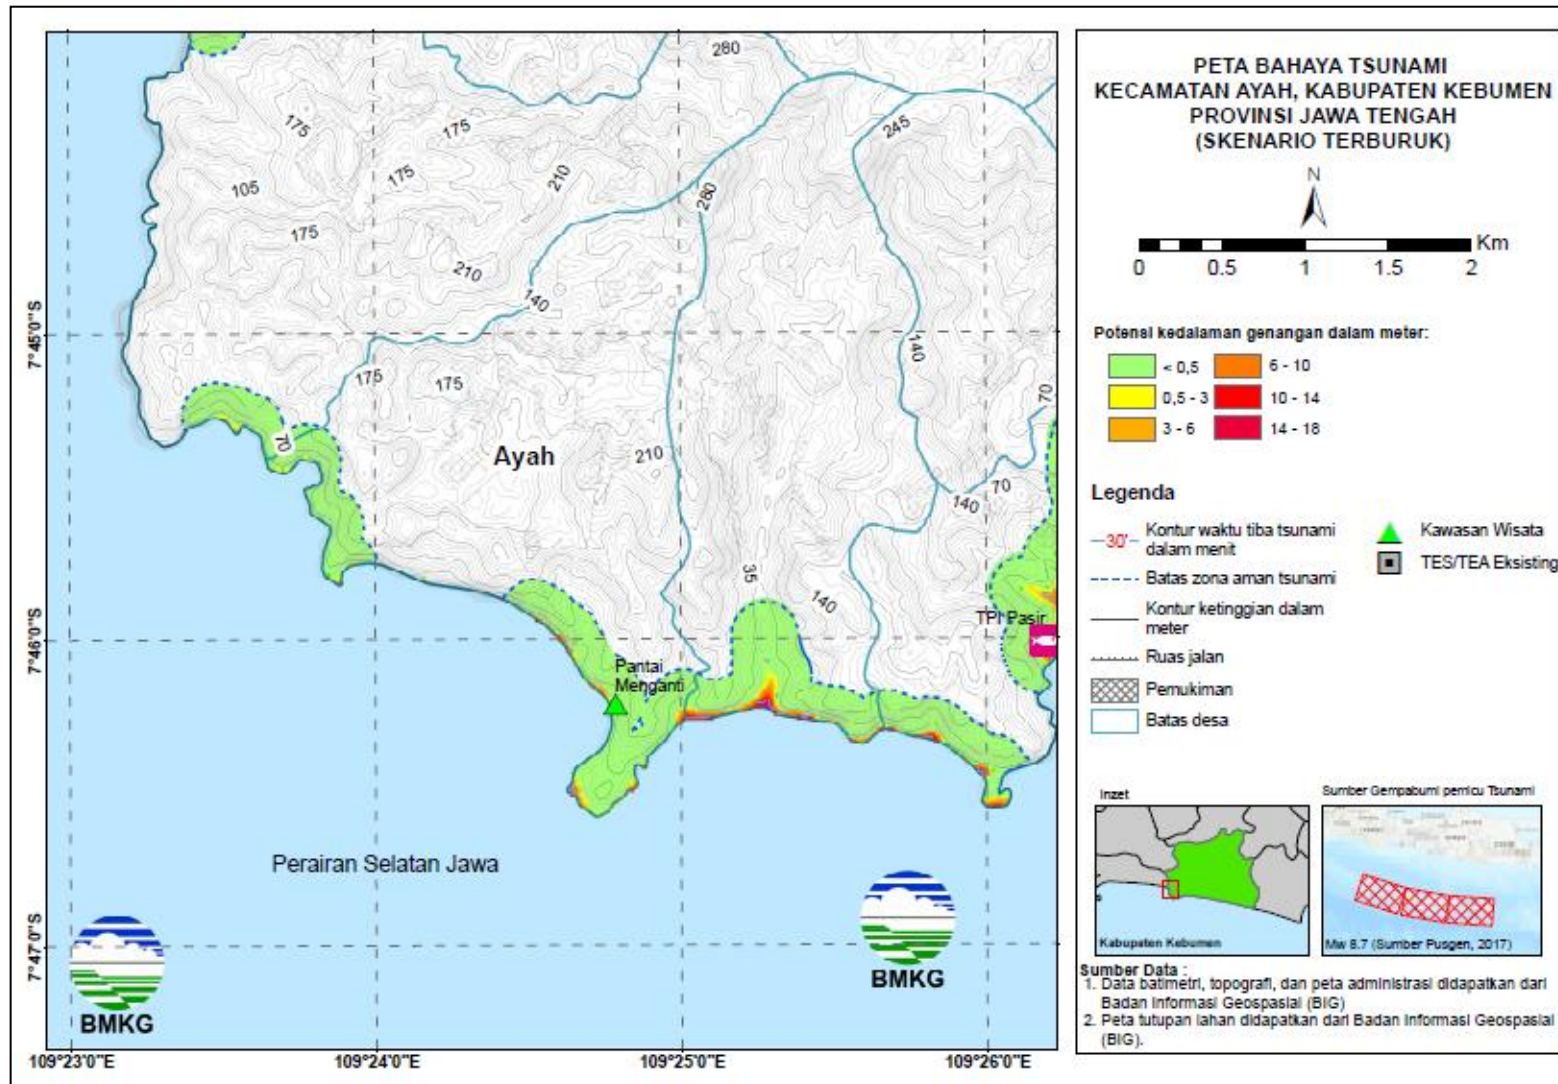 PETA BAHAYA TSUNAMI
KECAMATAN AYAH, KABUPATEN KEBUMEN
PROVINSI JAWA TENGAH
(SKENARIO TERBURUK)
N
Km
0 0.5 1 1.5 2
Potensi kedalaman genangan dalam meter:
< 0,5 6 - 10
0,5 - 3 10 - 14
3 - 6 14 - 18
Legenda
30' Kontur waktu tiba tsunami
dalam menit
Batas zona aman tsunami
Kontur ketinggian dalam
meter
Ruas jalan
Pemukiman
Batas desa
Kawasan Wisata
TES/TEA Eksisting
Inzet
Kabupaten Kebumen
Sumber Gempabumi pemicu Tsunami
Mw 8.7 (Sumber Pusgen, 2017)
Sumber Data :
1. Data batimetri, topografi, dan peta administrasi didapatkan dari
Badan Informasi Geospasial (BIG)
2. Peta tutupan lahan didapatkan dari Badan Informasi Geospasial
(BIG).
280
175
175
245
105
175
210
280
175
210
140
140
175
175
70
70
Ayah
210
70
140
35
140
TPI Pasir
Pantai
Menganti
Perairan Selatan Jawa
BMKG
BMKG
7°45'0"S
7°46'0"S
7°47'0"S
109°23'0"E 109°24'0"E 109°25'0"E 109°26'0"E